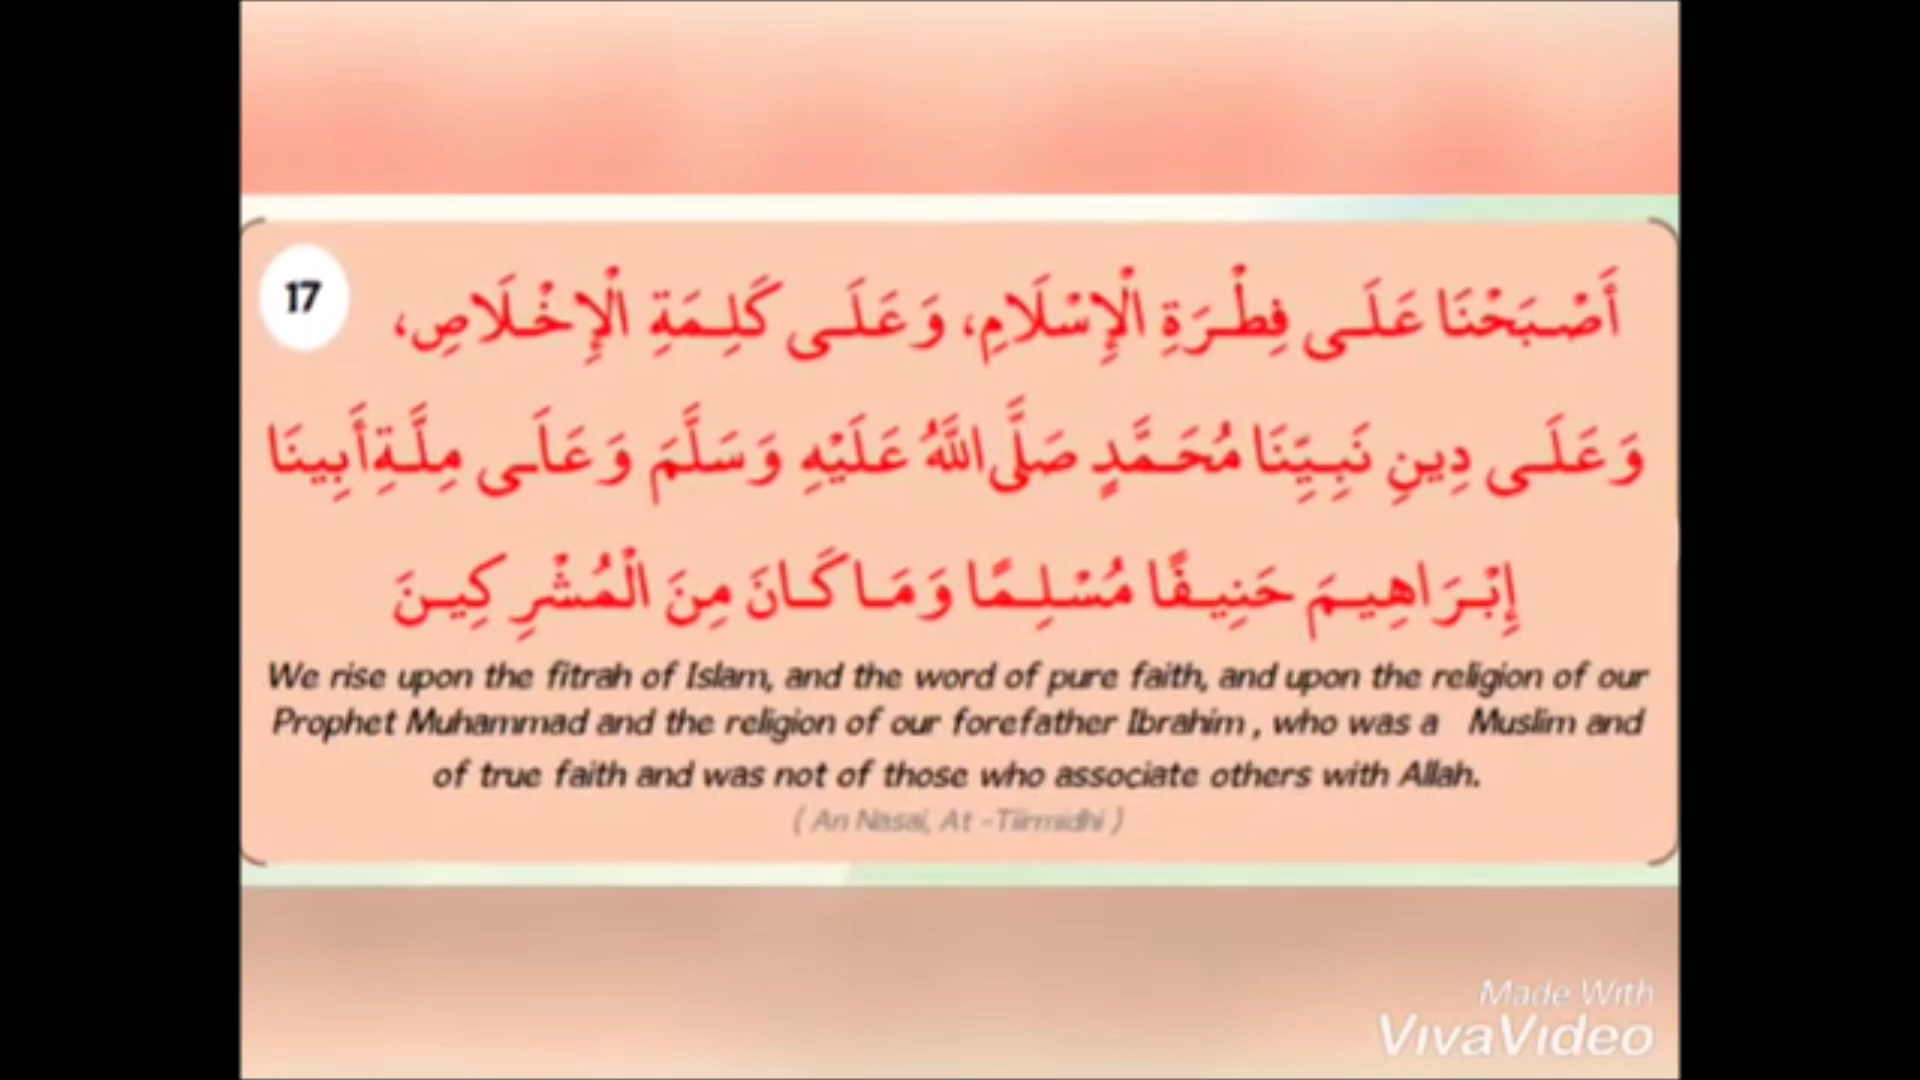 17
أَصْبَحْنَا عَلَى فِطْرَةِ الْإِسْلَامِ، وَعَلَى كَلِمَةِ الْإِخْلَاصِ،
وَعَلَى دِينِ نَبِيِّنَا مُحَمَّدٍ صَلَّى اللَّهُ عَلَيْهِ وَسَلَّمَ وَعَلَى مِلَّةِ أَبِينَا
إِبْرَاهِيمَ حَنِيفًا مُسْلِمًا وَمَا كَانَ مِنَ الْمُشْرِكِينَ
We rise upon the fitrah of Islam, and the word of pure faith, and upon the religion of our
Prophet Muhammad and the religion of our forefather Ibrahim , who was a Muslim and
of true faith and was not of those who associate others with Allah.
( An Nasai, At -Tiirmidhi )
Made With
VivaVideo